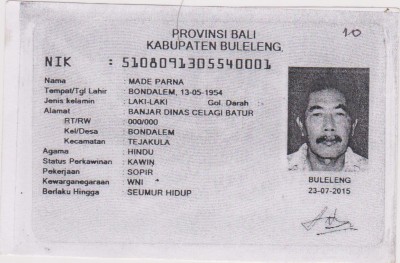 PROVINSI BALI
KABUPATEN BULELENG
10
NIK : 5108091305540001
Nama : MADE PARNA
Tempat/Tgl Lahir : BONDALEM, 13-05-1954
Jenis kelamin : LAKI-LAKI Gol. Darah :-
Alamat : BANJAR DINAS CELAGI BATUR
RT/RW : 000/000
Kel/Desa : BONDALEM
Kecamatan : TEJAKULA
Agama : HINDU
Status Perkawinan : KAWIN
Pekerjaan : SOPIR
Kewarganegaraan : WNI
Berlaku Hingga : SEUMUR HIDUP
BULELENG
23-07-2015